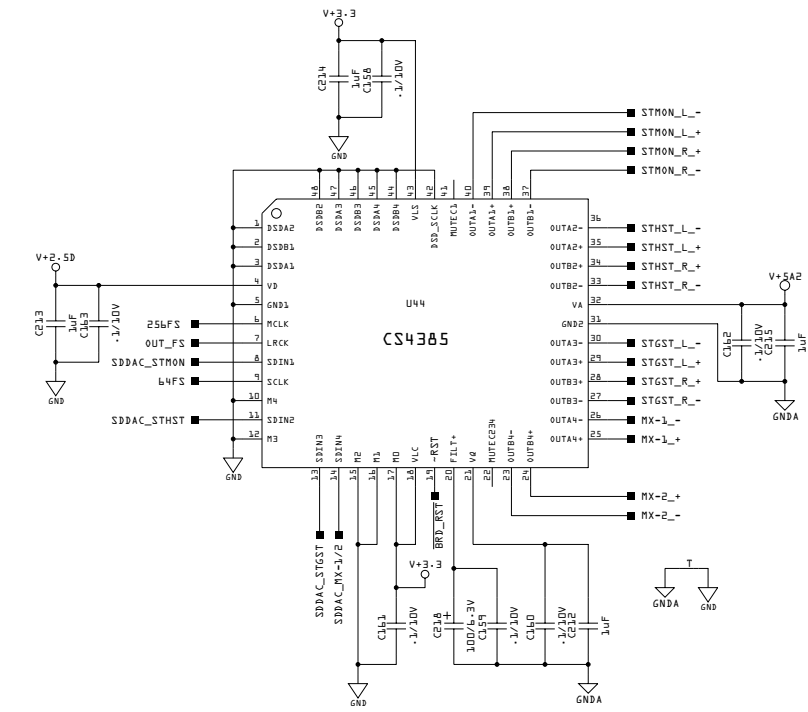 V+3.3
C214
1uF
C158
.1/10V
GND
STMON_L_-
STMON_L_+
STMON_R_+
STMON_R_-
48 47 46 45 44 43 42 41 40 39 38 37
DSDB2 DSDA3 DSDB3 DSDA4 DSDB4 VLS DSD_SCLK MUTEC1 OUTA1- OUTA1+ OUTB1+ OUTB1-
1 DSDA2
2 DSDB1
3 DSDA1
4 VD
5 GND1
6 MCLK
7 LRCK
8 SDIN1
9 SCLK
10 M4
11 SDIN2
12 M3
V+2.5D
C213
1uF
C163
.1/10V
GND
256FS
OUT_FS
SDDAC_STMON
64FS
SDDAC_STHST
GND
U44
CS4385
OUTA2- 36 STHST_L_-
OUTA2+ 35 STHST_L_+
OUTB2+ 34 STHST_R_+
OUTB2- 33 STHST_R_-
VA 32
GND2 31
OUTA3- 30 STGST_L_-
OUTA3+ 29 STGST_L_+
OUTB3+ 28 STGST_R_+
OUTB3- 27 STGST_R_-
OUTA4- 26 MX-1_-
OUTA4+ 25 MX-1_+
V+5A2
C162
.1/10V
C215
1uF
GNDA
SDIN3 SDIN4 M2 M1 M0 VLC -RST FILT+ VQ MUTEC234 OUTB4- OUTB4+
13 14 15 16 17 18 19 20 21 22 23 24
MX-2_+
MX-2_-
SDDAC_STGST
SDDAC_MX-1/2
BRD_RST
V+3.3
C161
.1/10V
GND
C218
+
100/6.3V
C159
.1/10V
C160
.1/10V
C212
1uF
GNDA
T
GNDA
GND